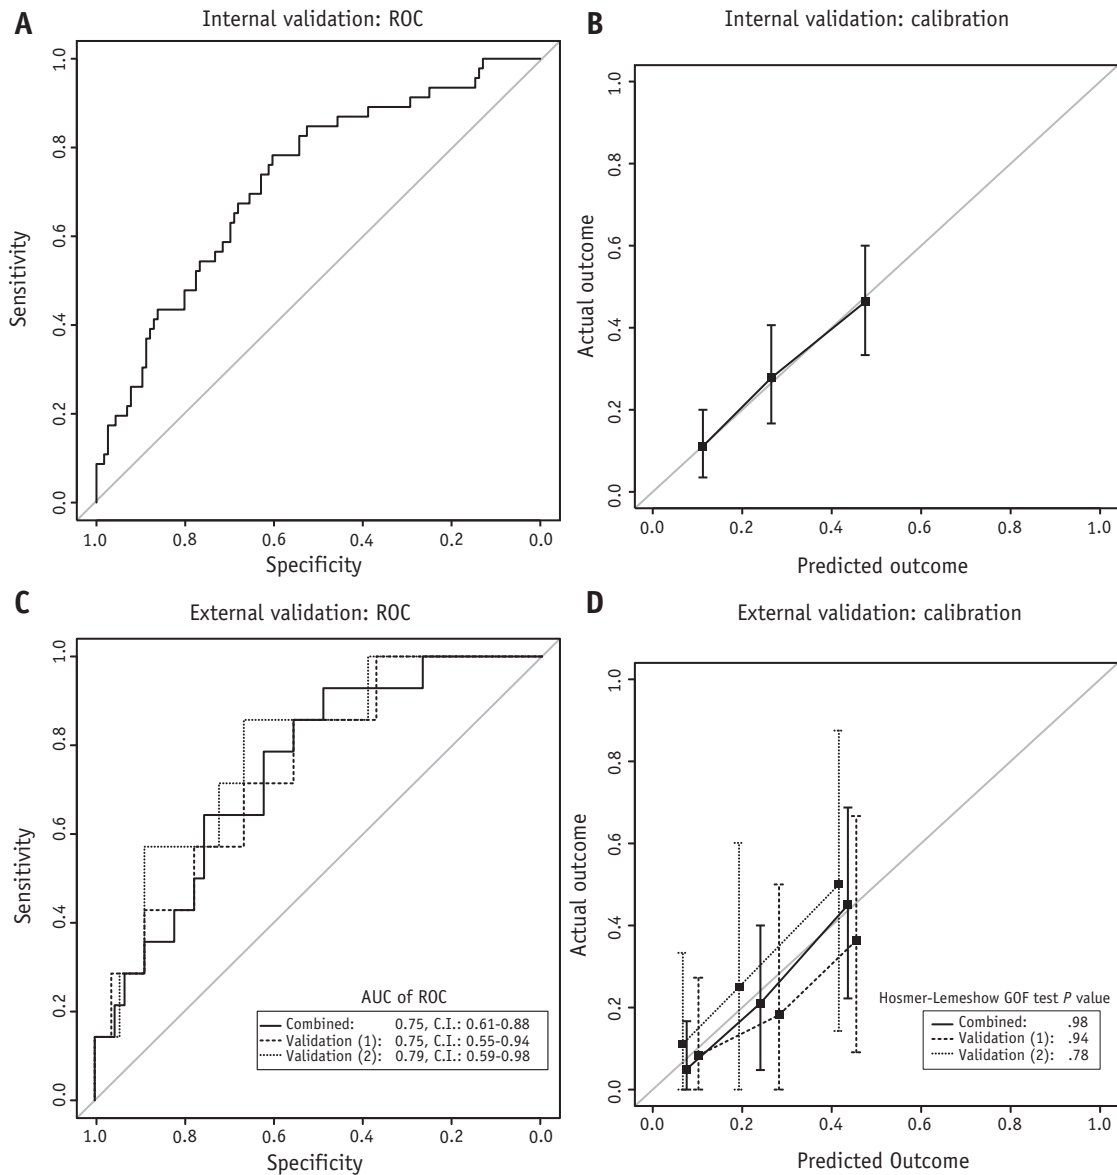 A
Internal validation: ROC
Sensitivity
1.0
0.8
0.6
0.4
0.2
0.0
1.0 0.8 0.6 0.4 0.2 0.0
Specificity
B
Internal validation: calibration
Actual outcome
1.0
0.8
0.6
0.4
0.2
0.0
0.0 0.2 0.4 0.6 0.8 1.0
Predicted outcome
C
External validation: ROC
Sensitivity
1.0
0.8
0.6
0.4
0.2
0.0
AUC of ROC
Combined: 0.75, C.I.: 0.61-0.88
Validation (1): 0.75, C.I.: 0.55-0.94
Validation (2): 0.79, C.I.: 0.59-0.98
1.0 0.8 0.6 0.4 0.2 0.0
Specificity
D
External validation: calibration
Actual outcome
1.0
0.8
0.6
0.4
0.2
0.0
Hosmer-Lemeshow GOF test P value
Combined: .98
Validation (1): .94
Validation (2): .78
0.0 0.2 0.4 0.6 0.8 1.0
Predicted Outcome